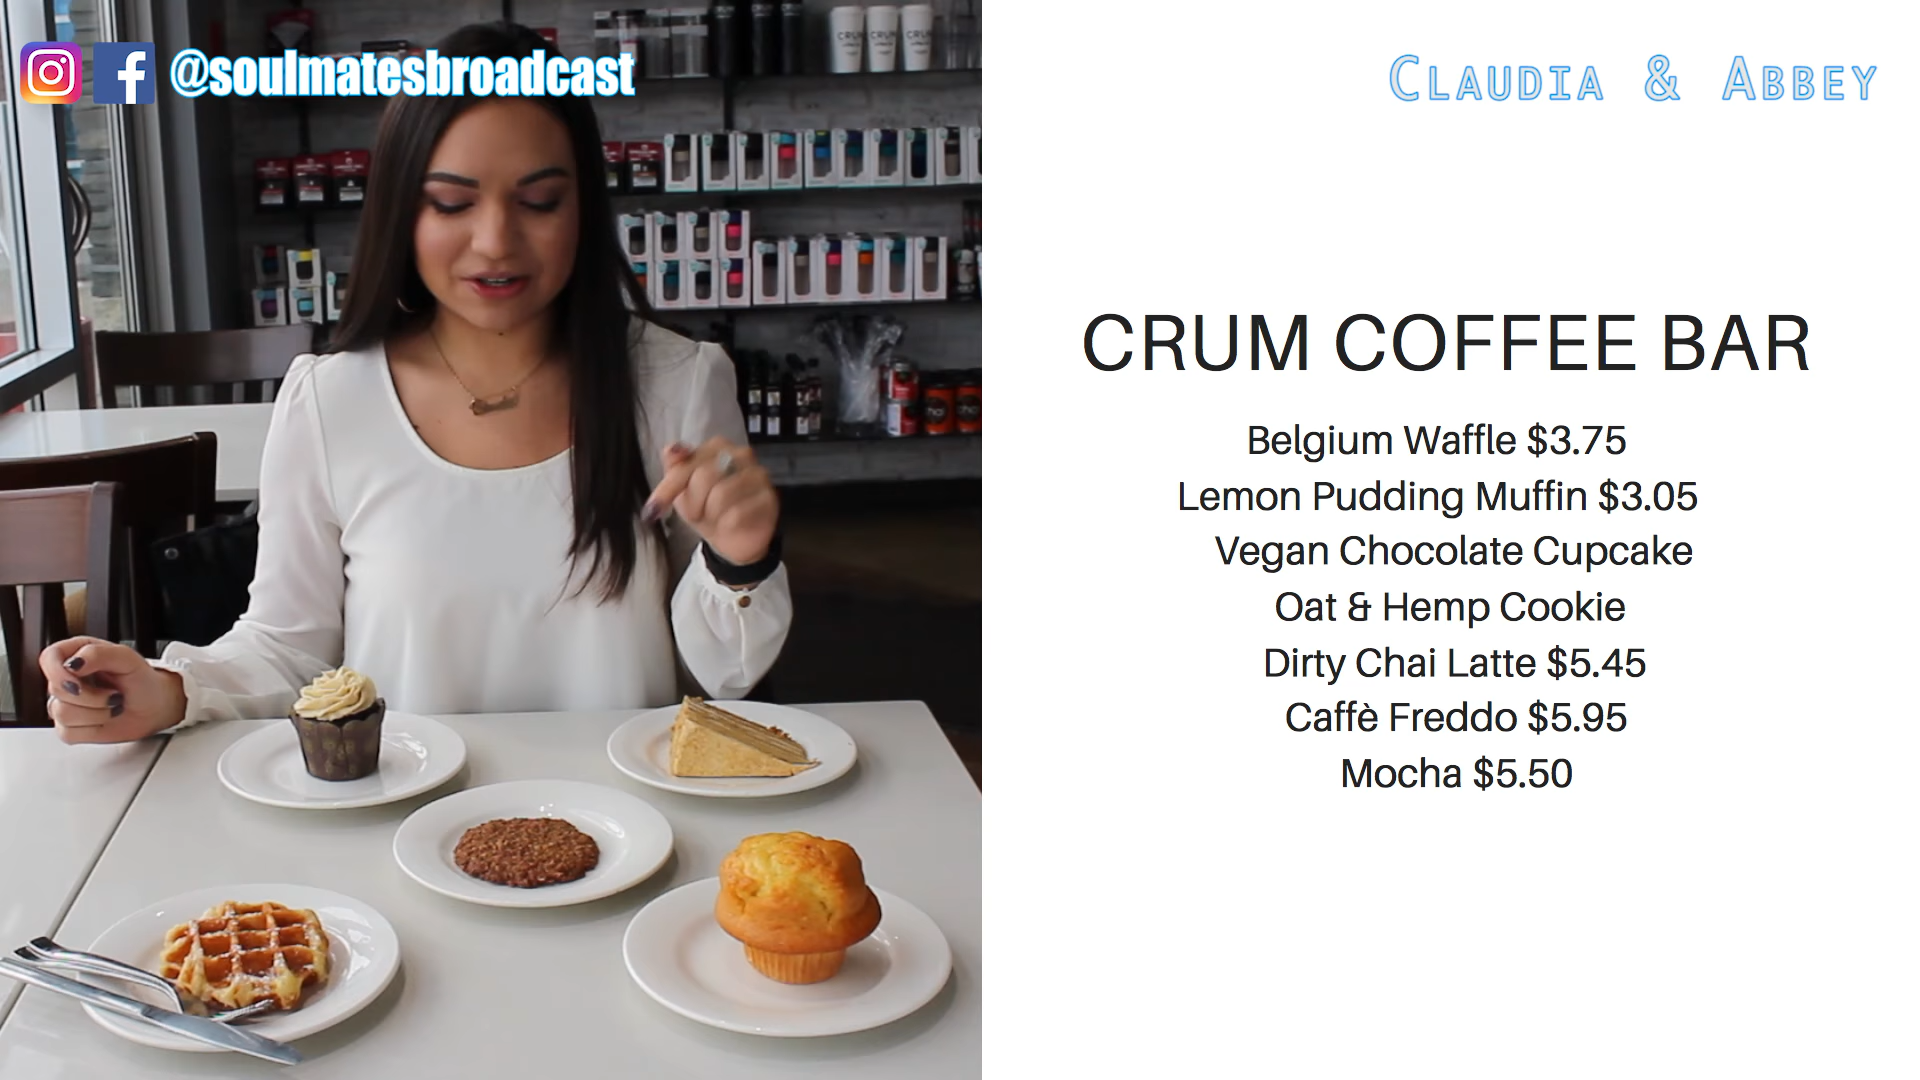 @soulmatesbroadcast
CLAUDIA & ABBEY
CRUM COFFEE BAR
Belgium Waffle $3.75
Lemon Pudding Muffin $3.05
Vegan Chocolate Cupcake
Oat & Hemp Cookie
Dirty Chai Latte $5.45
Caffè Freddo $5.95
Mocha $5.50